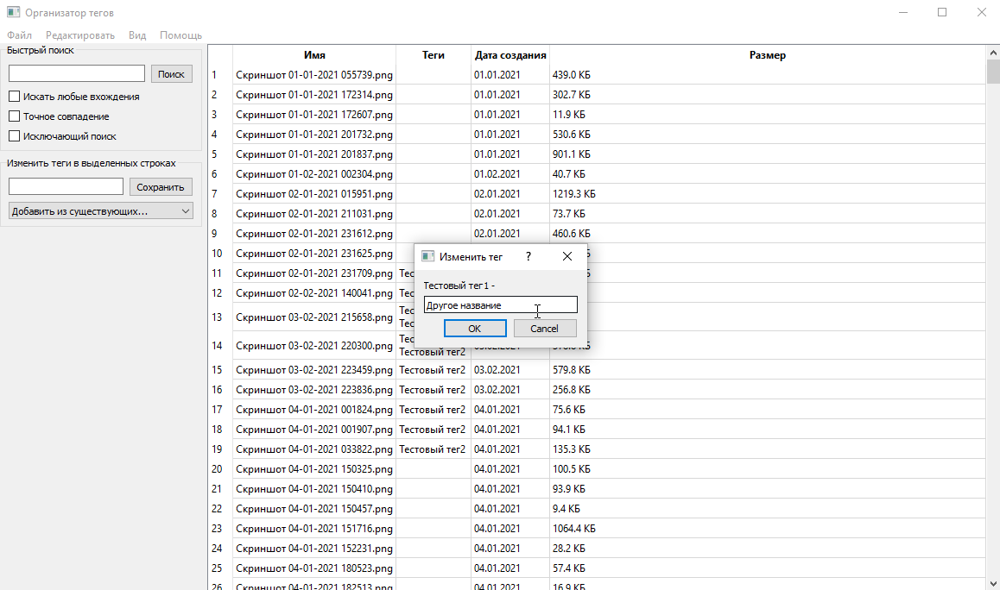 Организатор тегов
Файл Редактировать Вид Помощь
Быстрый поиск
Поиск
Искать любые вхождения
Точное совпадение
Исключающий поиск
Изменить теги в выделенных строках
Сохранить
Добавить из существующих...
Имя Теги Дата создания Размер
1 Скриншот 01-01-2021 055739.png 01.01.2021 439.0 КБ
2 Скриншот 01-01-2021 172314.png 01.01.2021 302.7 КБ
3 Скриншот 01-01-2021 172607.png 01.01.2021 11.9 КБ
4 Скриншот 01-01-2021 201732.png 01.01.2021 530.6 КБ
5 Скриншот 01-01-2021 201837.png 01.01.2021 901.1 КБ
6 Скриншот 01-02-2021 002304.png 01.02.2021 40.7 КБ
7 Скриншот 02-01-2021 015951.png 02.01.2021 1219.3 КБ
8 Скриншот 02-01-2021 211031.png 02.01.2021 73.7 КБ
9 Скриншот 02-01-2021 231612.png 02.01.2021 460.6 КБ
10 Скриншот 02-01-2021 231625.png
11 Скриншот 02-01-2021 231709.png Тес
12 Скриншот 02-02-2021 140041.png Тес
13 Скриншот 03-02-2021 215658.png Тес
Тес
14 Скриншот 03-02-2021 220300.png Тес
Тестовый тег2
Изменить тег ?
Тестовый тег1 -
Другое название
OK Cancel
15 Скриншот 03-02-2021 223459.png Тестовый тег2 03.02.2021 579.8 КБ
16 Скриншот 03-02-2021 223836.png Тестовый тег2 03.02.2021 256.8 КБ
17 Скриншот 04-01-2021 001824.png Тестовый тег2 04.01.2021 75.6 КБ
18 Скриншот 04-01-2021 001907.png Тестовый тег2 04.01.2021 94.1 КБ
19 Скриншот 04-01-2021 033822.png Тестовый тег2 04.01.2021 135.3 КБ
20 Скриншот 04-01-2021 150325.png 04.01.2021 100.5 КБ
21 Скриншот 04-01-2021 150410.png 04.01.2021 93.9 КБ
22 Скриншот 04-01-2021 150457.png 04.01.2021 9.4 КБ
23 Скриншот 04-01-2021 151716.png 04.01.2021 1064.4 КБ
24 Скриншот 04-01-2021 152231.png 04.01.2021 28.2 КБ
25 Скриншот 04-01-2021 180523.png 04.01.2021 57.4 КБ
26 Скриншот 04-01-2021 182513.png 04.01.2021 16.9 КБ